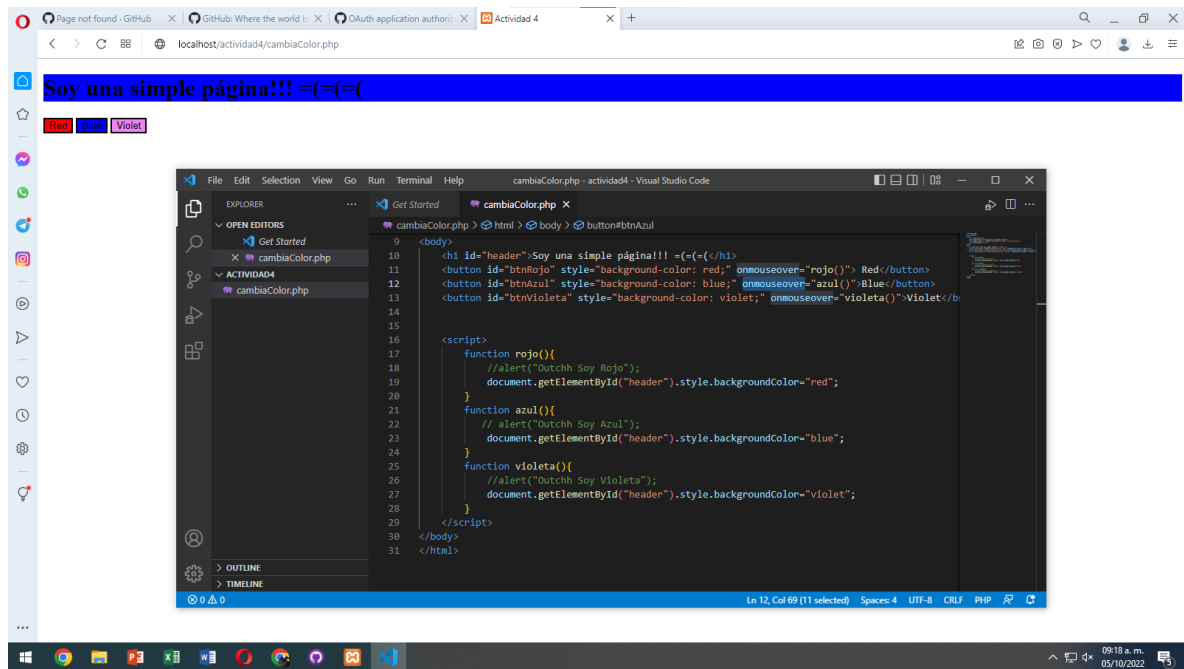 Page not found · GitHub
GitHub: Where the world b
OAuth application authoriz
Actividad 4
localhost/actividad4/cambiaColor.php
Soy una simple página!!! =(=(=(
Red Blue Violet
File Edit Selection View Go Run Terminal Help
cambiaColor.php - actividad4 - Visual Studio Code
EXPLORER
OPEN EDITORS
Get Started
cambiaColor.php
ACTIVIDAD4
cambiaColor.php
OUTLINE
TIMELINE
Get Started cambiaColor.php
cambiaColor.php > html > body > button#btnAzul
9 <body>
10 <h1 id="header">Soy una simple página!!! =(=(=(</h1>
11 <button id="btnRojo" style="background-color: red;" onmouseover="rojo()"> Red</button>
12 <button id="btnAzul" style="background-color: blue;" onmouseover="azul()">Blue</button>
13 <button id="btnVioleta" style="background-color: violet;" onmouseover="violeta()">Violet</b
14
15
16 <script>
17 function rojo(){
18 //alert("Outchh Soy Rojo");
19 document.getElementById("header").style.backgroundColor="red";
20 }
21 function azul(){
22 // alert("Outchh Soy Azul");
23 document.getElementById("header").style.backgroundColor="blue";
24 }
25 function violeta(){
26 //alert("Outchh Soy Violeta");
27 document.getElementById("header").style.backgroundColor="violet";
28 }
29 </script>
30 </body>
31 </html>
0 0
Ln 12, Col 69 (11 selected) Spaces: 4 UTF-8 CRLF PHP
09:18 a. m.
05/10/2022